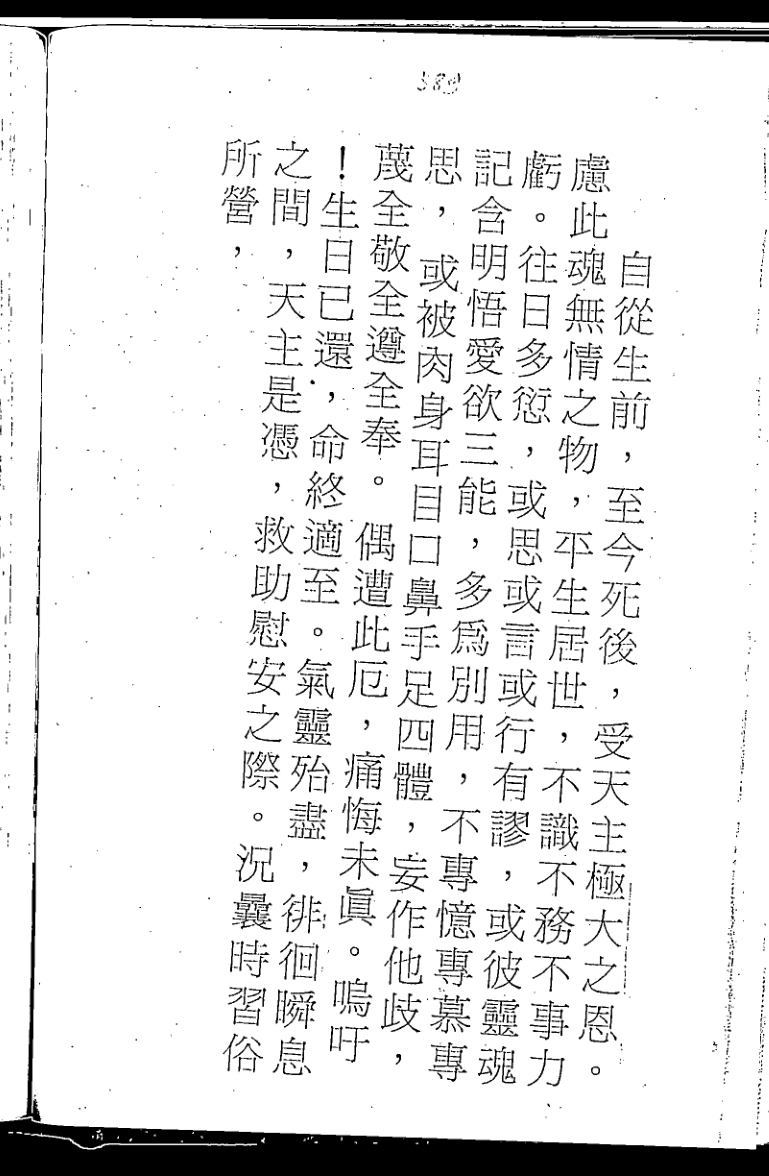 自從生前，至今死後，受天主極大之恩。
慮此魂無情之物，平生居世，不識不務不事力
虧。往日多愆，或思或言或行有謬，或彼靈魂
記含明悟愛欲三能，多爲別用，不專憶專慕專
思，或被肉身耳目口鼻手足四體，妄作他歧，
蔑全敬全遵全奉。偶遭此厄，痛悔未眞。嗚吁
！生日已還，命終適至。氣靈殆盡，徘徊瞬息
之間，天主是憑，救助慰安之際。況曩時習俗
所營，